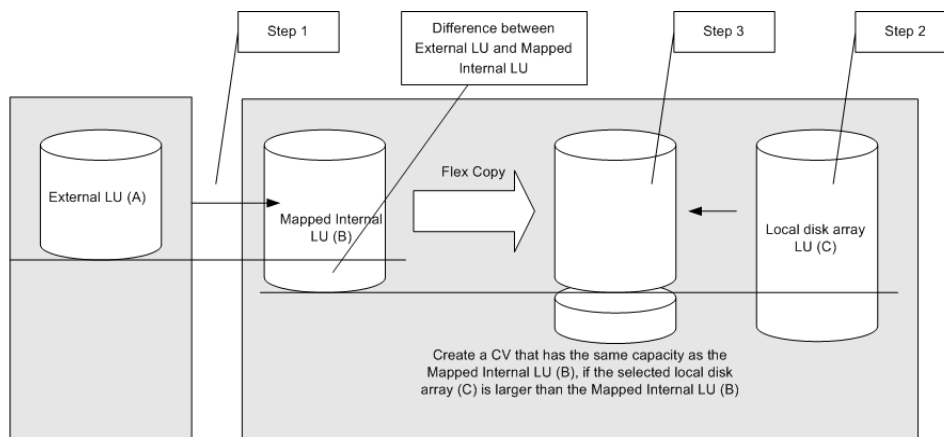 Step 1
Difference between
External LU and Mapped
Internal LU
Step 3
Step 2
External LU (A)
Mapped Internal
LU (B)
Flex Copy
Local disk array
LU (C)
Create a CV that has the same capacity as the
Mapped Internal LU (B), if the selected local disk
array (C) is larger than the Mapped Internal LU (B)